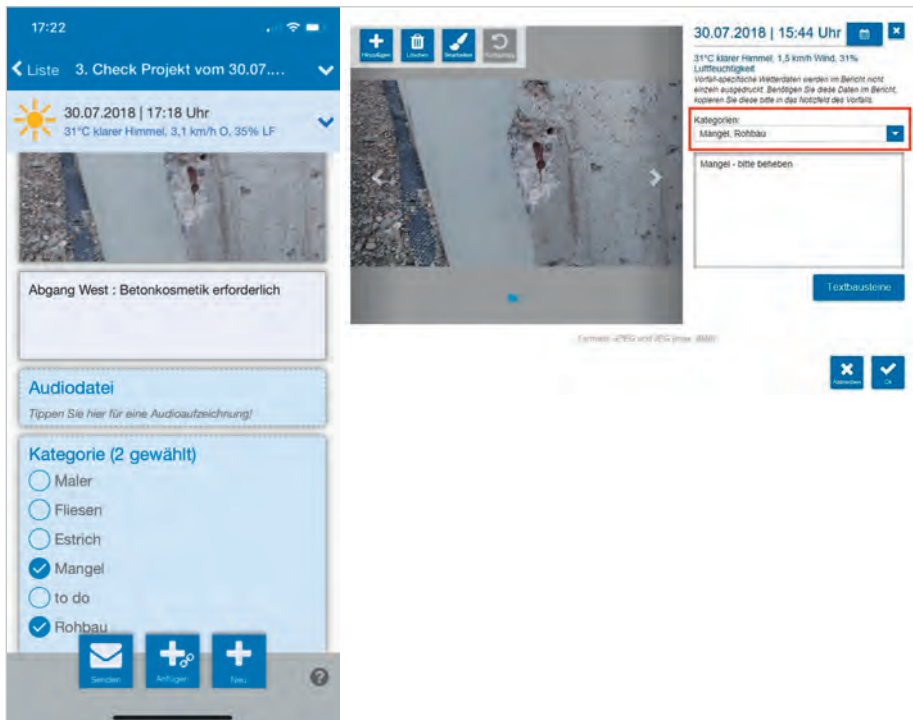 17:22
Liste 3. Check Projekt vom 30.07....
30.07.2018 | 17:18 Uhr
31°C klarer Himmel, 3,1 km/h O, 35% LF
Abgang West : Betonkosmetik erforderlich
Audiodatei
Tippen Sie hier für eine Audioaufzeichnung!
Kategorie (2 gewählt)
Maler
Fliesen
Estrich
Mangel
to do
Rohbau
Senden Anfügen Neu
?
Hinzufügen Löschen Bearbeiten
30.07.2018 | 15:44 Uhr
31°C klarer Himmel, 1,5 km/h Wind, 31%
Luftfeuchtigkeit
Vorfall-spezifische Wetterdaten werden im Bericht nicht
einzeln ausgedruckt. Benötigen Sie diese Daten im Bericht,
kopieren Sie diese bitte in das Notizfeld des Vorfalls.
Kategorien:
Mangel, Rohbau
Mangel - bitte beheben
Textbausteine
Formate: JPEG und JPG (max.
Abbrechen Ok